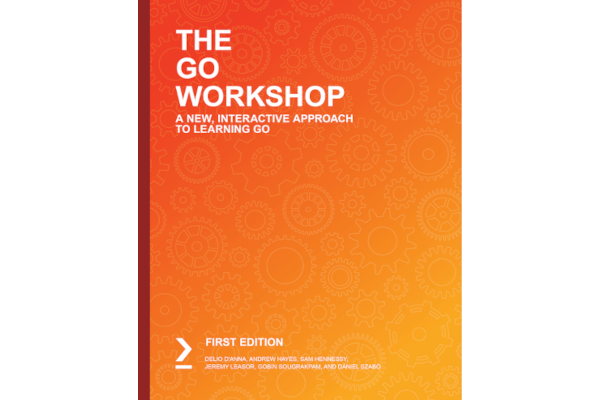 THE
GO
WORKSHOP
A NEW, INTERACTIVE APPROACH
TO LEARNING GO
FIRST EDITION
DELIO D'ANNA, ANDREW HAYES, SAM HENNESSY,
JEREMY LEASOR, GOBIN SOUGRAKPAM, AND DANIEL SZABO